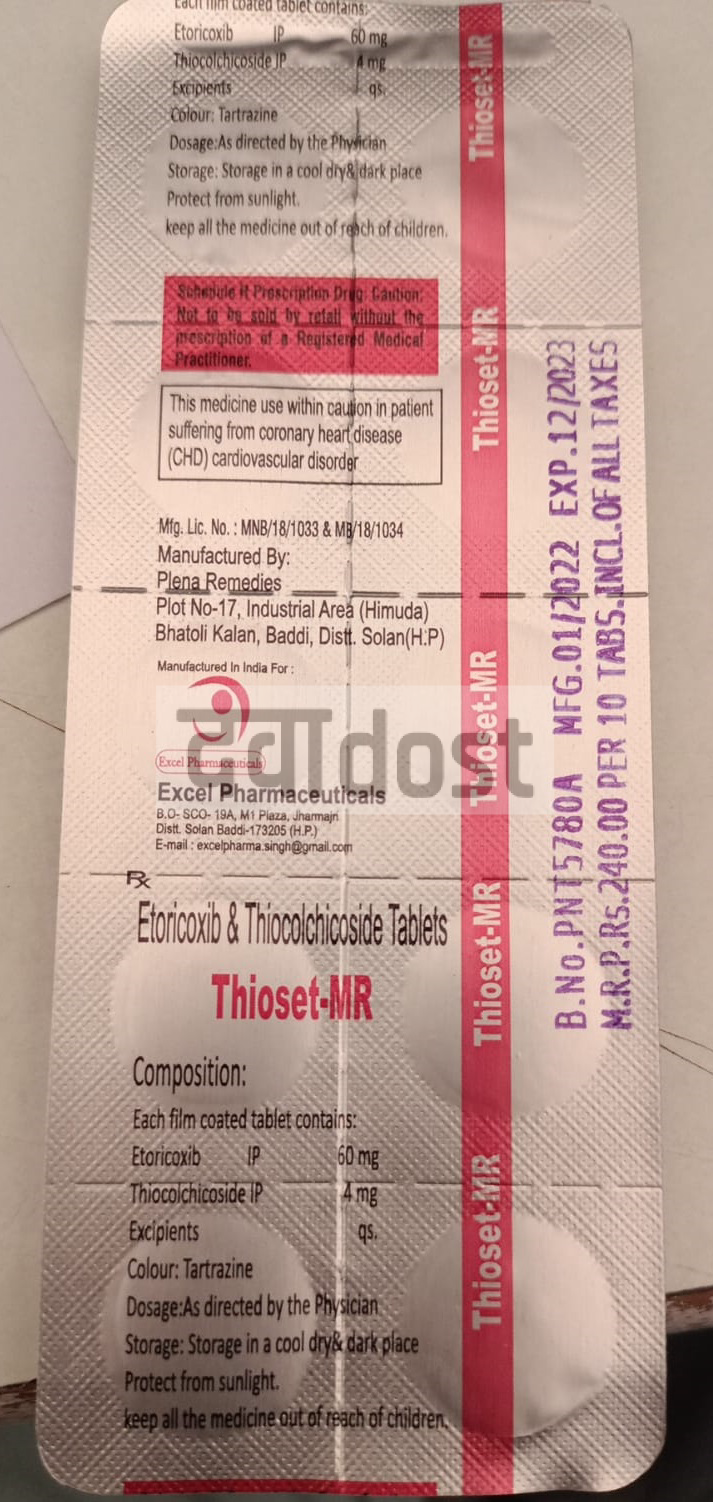 Each film coated tablet contains:
Etoricoxib IP 60 mg
Thiocolchicoside IP 4 mg
Excipients qs.
Colour: Tartrazine
Dosage:As directed by the Physician
Storage: Storage in a cool dry& dark place
Protect from sunlight.
keep all the medicine out of reach of children.
Schedule H Prescription Drug. Caution:
Not to be sold by retail without the
prescription of a Registered Medical
Practitioner.
This medicine use within caution in patient
suffering from coronary heart disease
(CHD) cardiovascular disorder
Mfg. Lic. No. : MNB/18/1033 & MB/18/1034
Manufactured By:
Plena Remedies
Plot No-17, Industrial Area (Himuda)
Bhatoli Kalan, Baddi, Distt. Solan(H.P)
Manufactured In India For :
Excel Pharmaceuticals
Excel Pharmaceuticals
B.O- SCO- 19A, M1 Plaza, Jharmajri
Distt. Solan Baddi-173205 (H.P.)
E-mail : excelpharma.singh@gmail.com
दवाdost
Rx
Etoricoxib & Thiocolchicoside Tablets
Thioset-MR
Composition:
Each film coated tablet contains:
Etoricoxib IP 60 mg
Thiocolchicoside IP 4 mg
Excipients qs.
Colour: Tartrazine
Dosage:As directed by the Physician
Storage: Storage in a cool dry& dark place
Protect from sunlight.
keep all the medicine out of reach of children.
Thioset-MR
Thioset-MR
Thioset-MR
Thioset-MR
Thioset-MR
B.No.PNT5780A MFG.01/2022 EXP.12/2023
M.R.P.Rs.240.00 PER 10 TABS.INCL.OF ALL TAXES